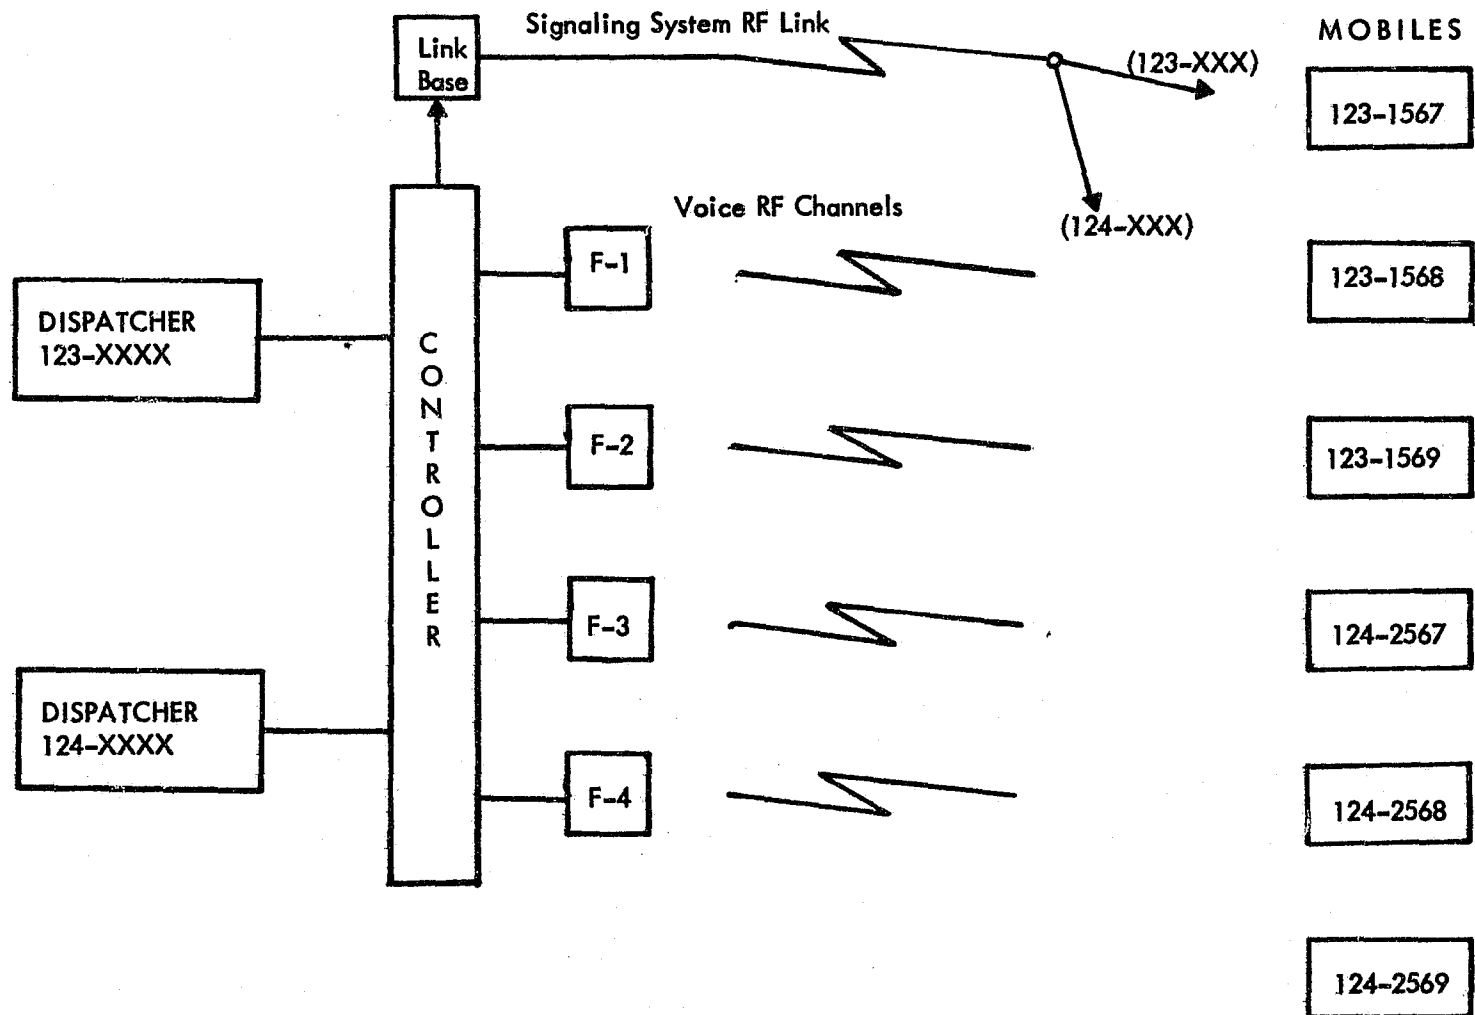 Signaling System RF Link
MOBILES
Link
Base
(123-XXX)
123-1567
(124-XXX)
Voice RF Channels
F-1
123-1568
DISPATCHER
123-XXXX
CONTROLLER
F-2
123-1569
F-3
124-2567
DISPATCHER
124-XXXX
F-4
124-2568
124-2569